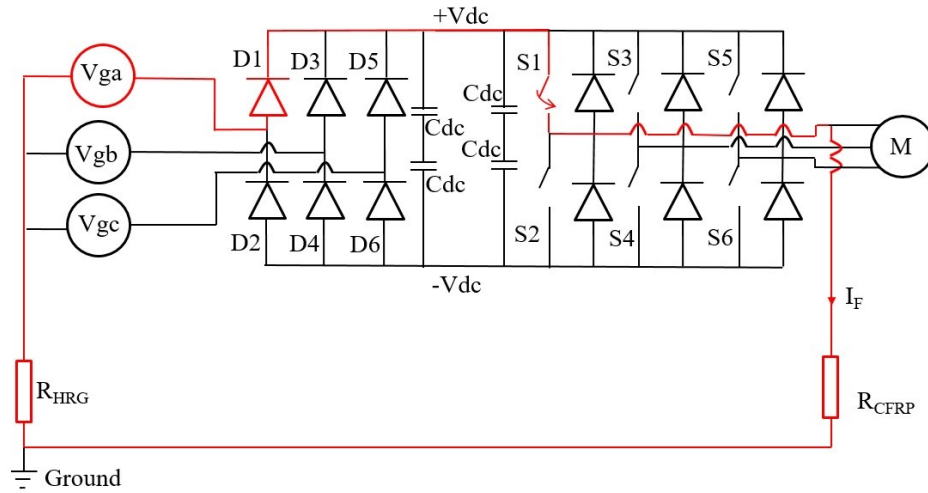 +Vdc
D1 D3 D5 S1 S3 S5
Vga
Cdc
Cdc
Vgb
Cdc
Cdc
M
Vgc
D2 D4 D6 S2 S4 S6
-Vdc
IF
RHRG
RCFRP
Ground